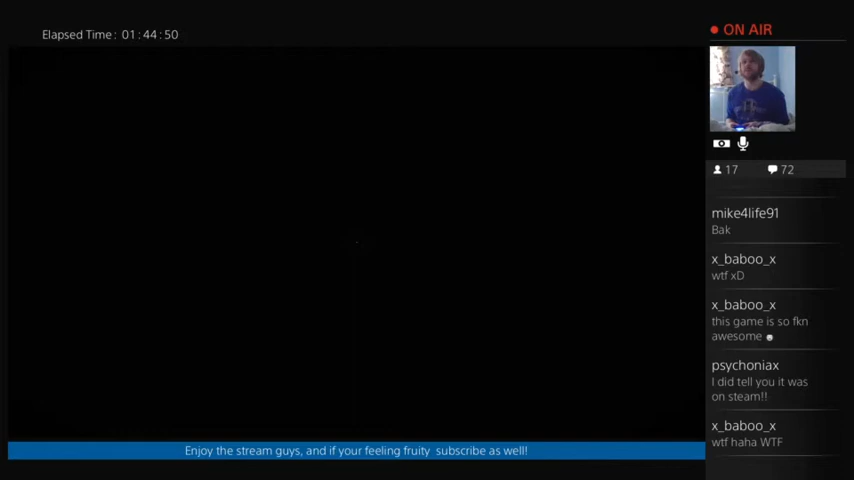 Elapsed Time: 01:44:50
ON AIR
17 72
mike4life91
Bak
x_baboo_x
wtf xD
x_baboo_x
this game is so fkn
awesome
psychoniax
I did tell you it was
on steam!!
x_baboo_x
wtf haha WTF
Enjoy the stream guys, and if your feeling fruity subscribe as well!